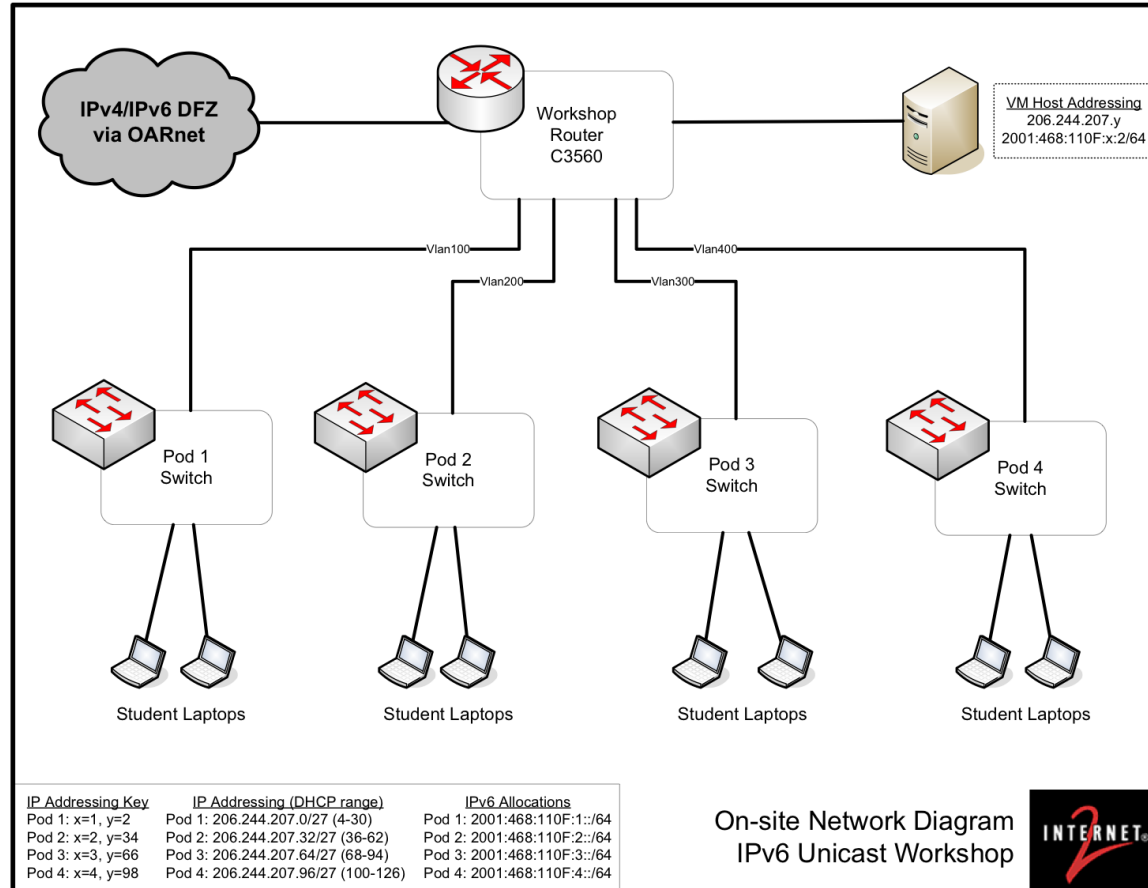 IPv4/IPv6 DFZ
via OARnet
Workshop
Router
C3560
VM Host Addressing
206.244.207.y
2001:468:110F:x:2/64
Vlan100
Vlan200
Vlan300
Vlan400
Pod 1
Switch
Pod 2
Switch
Pod 3
Switch
Pod 4
Switch
Student Laptops
Student Laptops
Student Laptops
Student Laptops
IP Addressing Key
Pod 1: x=1, y=2
Pod 2: x=2, y=34
Pod 3: x=3, y=66
Pod 4: x=4, y=98
IP Addressing (DHCP range)
Pod 1: 206.244.207.0/27 (4-30)
Pod 2: 206.244.207.32/27 (36-62)
Pod 3: 206.244.207.64/27 (68-94)
Pod 4: 206.244.207.96/27 (100-126)
IPv6 Allocations
Pod 1: 2001:468:110F:1::/64
Pod 2: 2001:468:110F:2::/64
Pod 3: 2001:468:110F:3::/64
Pod 4: 2001:468:110F:4::/64
On-site Network Diagram
IPv6 Unicast Workshop
INTERNET®
2